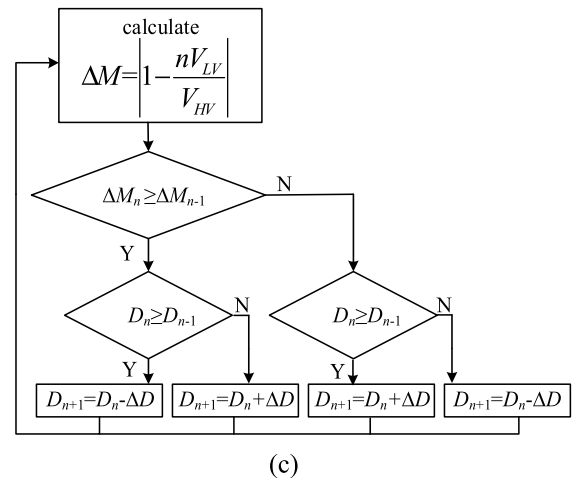 calculate
ΔM=|1−nV_LV/V_HV|
ΔM_n≥ΔM_n-1
N
Y
D_n≥D_n-1
N
D_n≥D_n-1
N
Y
Y
D_n+1=D_n-ΔD
D_n+1=D_n+ΔD
D_n+1=D_n+ΔD
D_n+1=D_n-ΔD
(c)